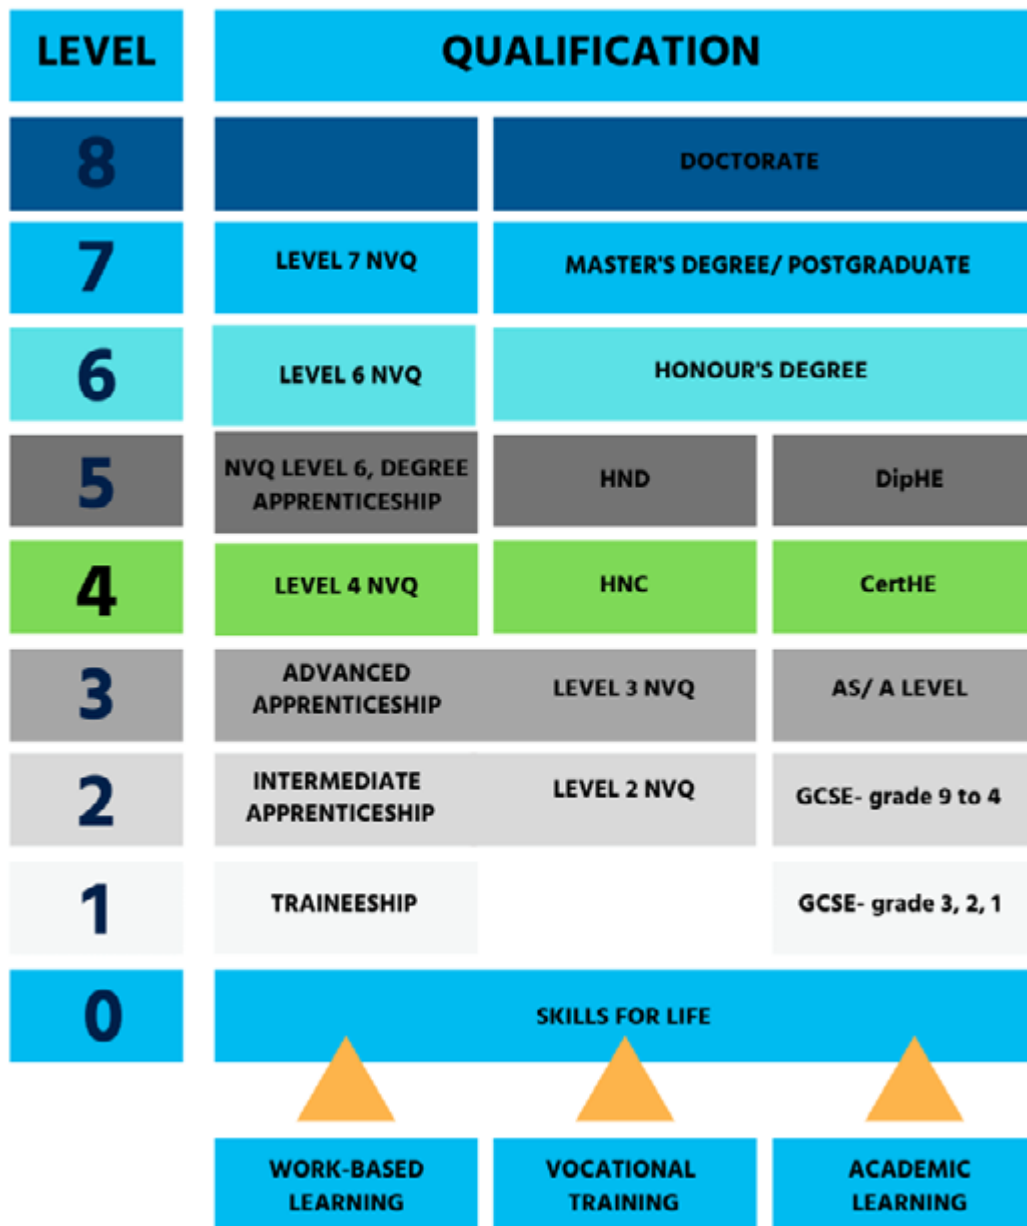 LEVEL QUALIFICATION
8 DOCTORATE
7 LEVEL 7 NVQ MASTER'S DEGREE/ POSTGRADUATE
6 LEVEL 6 NVQ HONOUR'S DEGREE
5 NVQ LEVEL 6, DEGREE
APPRENTICESHIP HND DipHE
4 LEVEL 4 NVQ HNC CertHE
3 ADVANCED
APPRENTICESHIP LEVEL 3 NVQ AS/ A LEVEL
2 INTERMEDIATE
APPRENTICESHIP LEVEL 2 NVQ GCSE- grade 9 to 4
1 TRAINEESHIP GCSE- grade 3, 2, 1
0 SKILLS FOR LIFE
WORK-BASED
LEARNING
VOCATIONAL
TRAINING
ACADEMIC
LEARNING